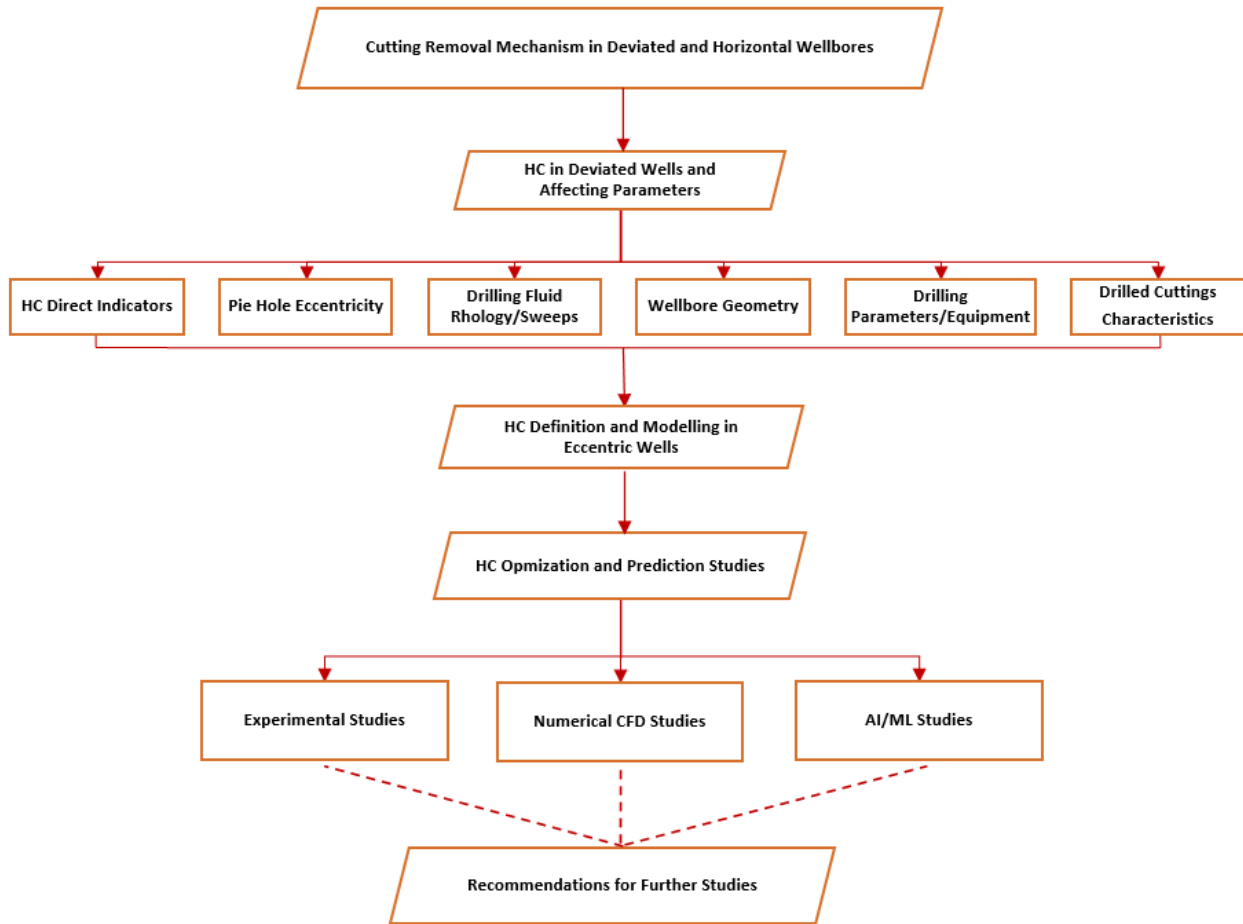 Cutting Removal Mechanism in Deviated and Horizontal Wellbores
HC in Deviated Wells and
Affecting Parameters
HC Direct Indicators
Pie Hole Eccentricity
Drilling Fluid
Rhology/Sweeps
Wellbore Geometry
Drilling
Parameters/Equipment
Drilled Cuttings
Characteristics
HC Definition and Modelling in
Eccentric Wells
HC Opmization and Prediction Studies
Experimental Studies
Numerical CFD Studies
AI/ML Studies
Recommendations for Further Studies